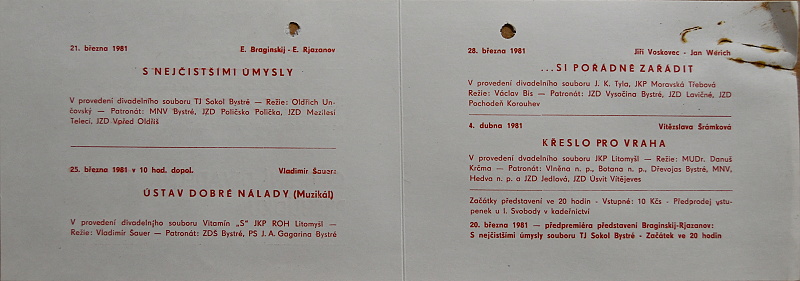 21. března 1981 E. Braginskij - E. Rjazanov
S NEJČISTŠÍMI ÚMYSLY
V provedení divadelního souboru TJ Sokol Bystré — Režie: Oldřich Un-
čovský — Patronát: MNV Bystré, JZD Poličsko Polička, JZD Mezilesí
Telecí, JZD Vpřed Oldřiš
25. března 1981 v 10 hod. dopol. Vladimír Sauer:
ÚSTAV DOBRÉ NÁLADY (Muzikál)
V provedení divadelního souboru Vitamín „S" JKP ROH Litomyšl —
Režie: Vladimír Sauer — Patronát: ZDŠ Bystré, PS J. A. Gagarina Bystré
28. března 1981 Jiří Voskovec - Jan Werich
...SI POŘÁDNĚ ZAŘÁDIT
V provedení divadelního souboru J. K. Tyla, JKP Moravská Třebová
Režie: Václav Bis — Patronát: JZD Vysočina Bystré, JZD Lavičné, JZD
Pochodeň Korouhev
4. dubna 1981 Vítězslava Šrámková
KŘESLO PRO VRAHA
V provedení divadelního souboru JKP Litomyšl — Režie: MUDr. Danuš
Krčma — Patronát: Vlněna n. p., Botana n. p., Dřevojas Bystré, MNV,
Hedva n. p. a JZD Jedlová, JZD Úsvit Vítějeves
Začátky představení ve 20 hodin - Vstupné: 10 Kčs - Předprodej vstu-
penek u I. Svobody v kadeřnictví
20. března 1981 — předpremiéra představení Braginskij-Rjazanov:
S nejčistšími úmysly souboru TJ Sokol Bystré - Začátek ve 20 hodin